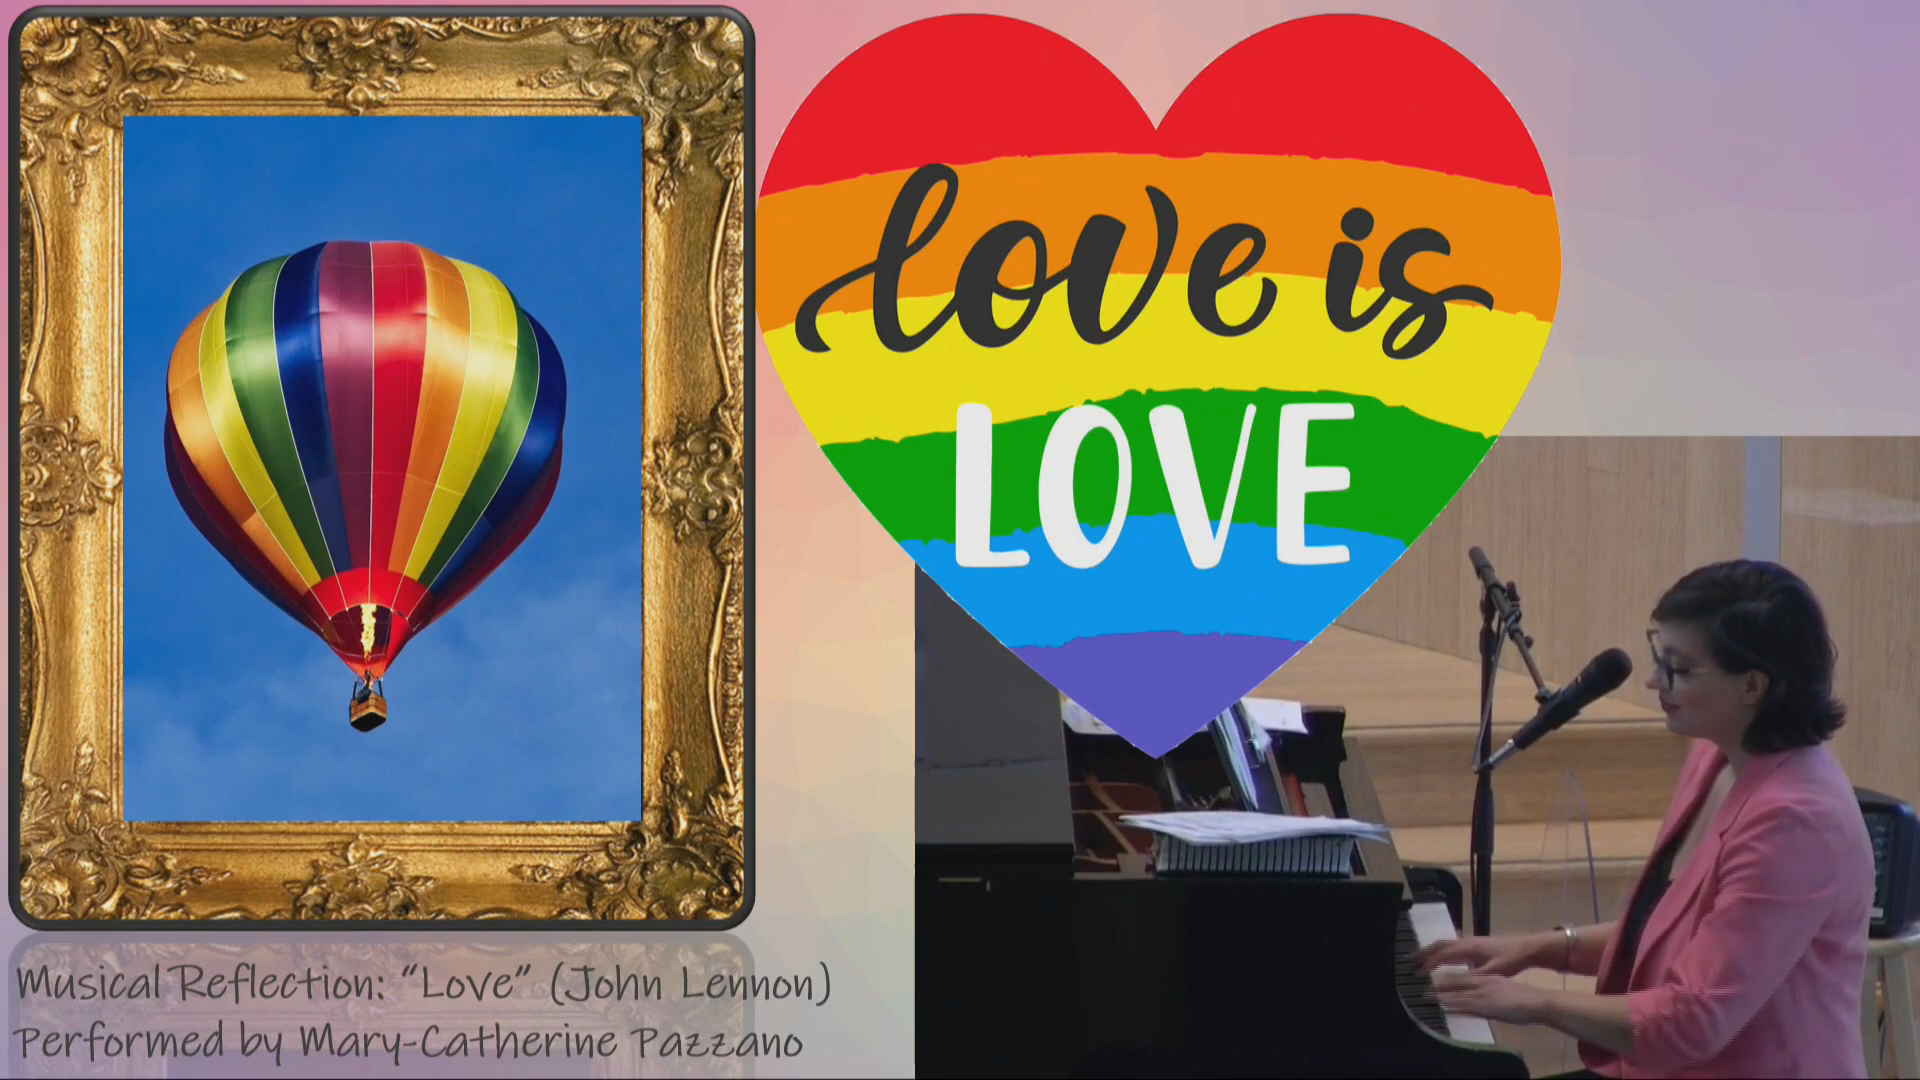 love is
LOVE
Musical Reflection: “Love” (John Lennon)
Performed by Mary-Catherine Pazzano